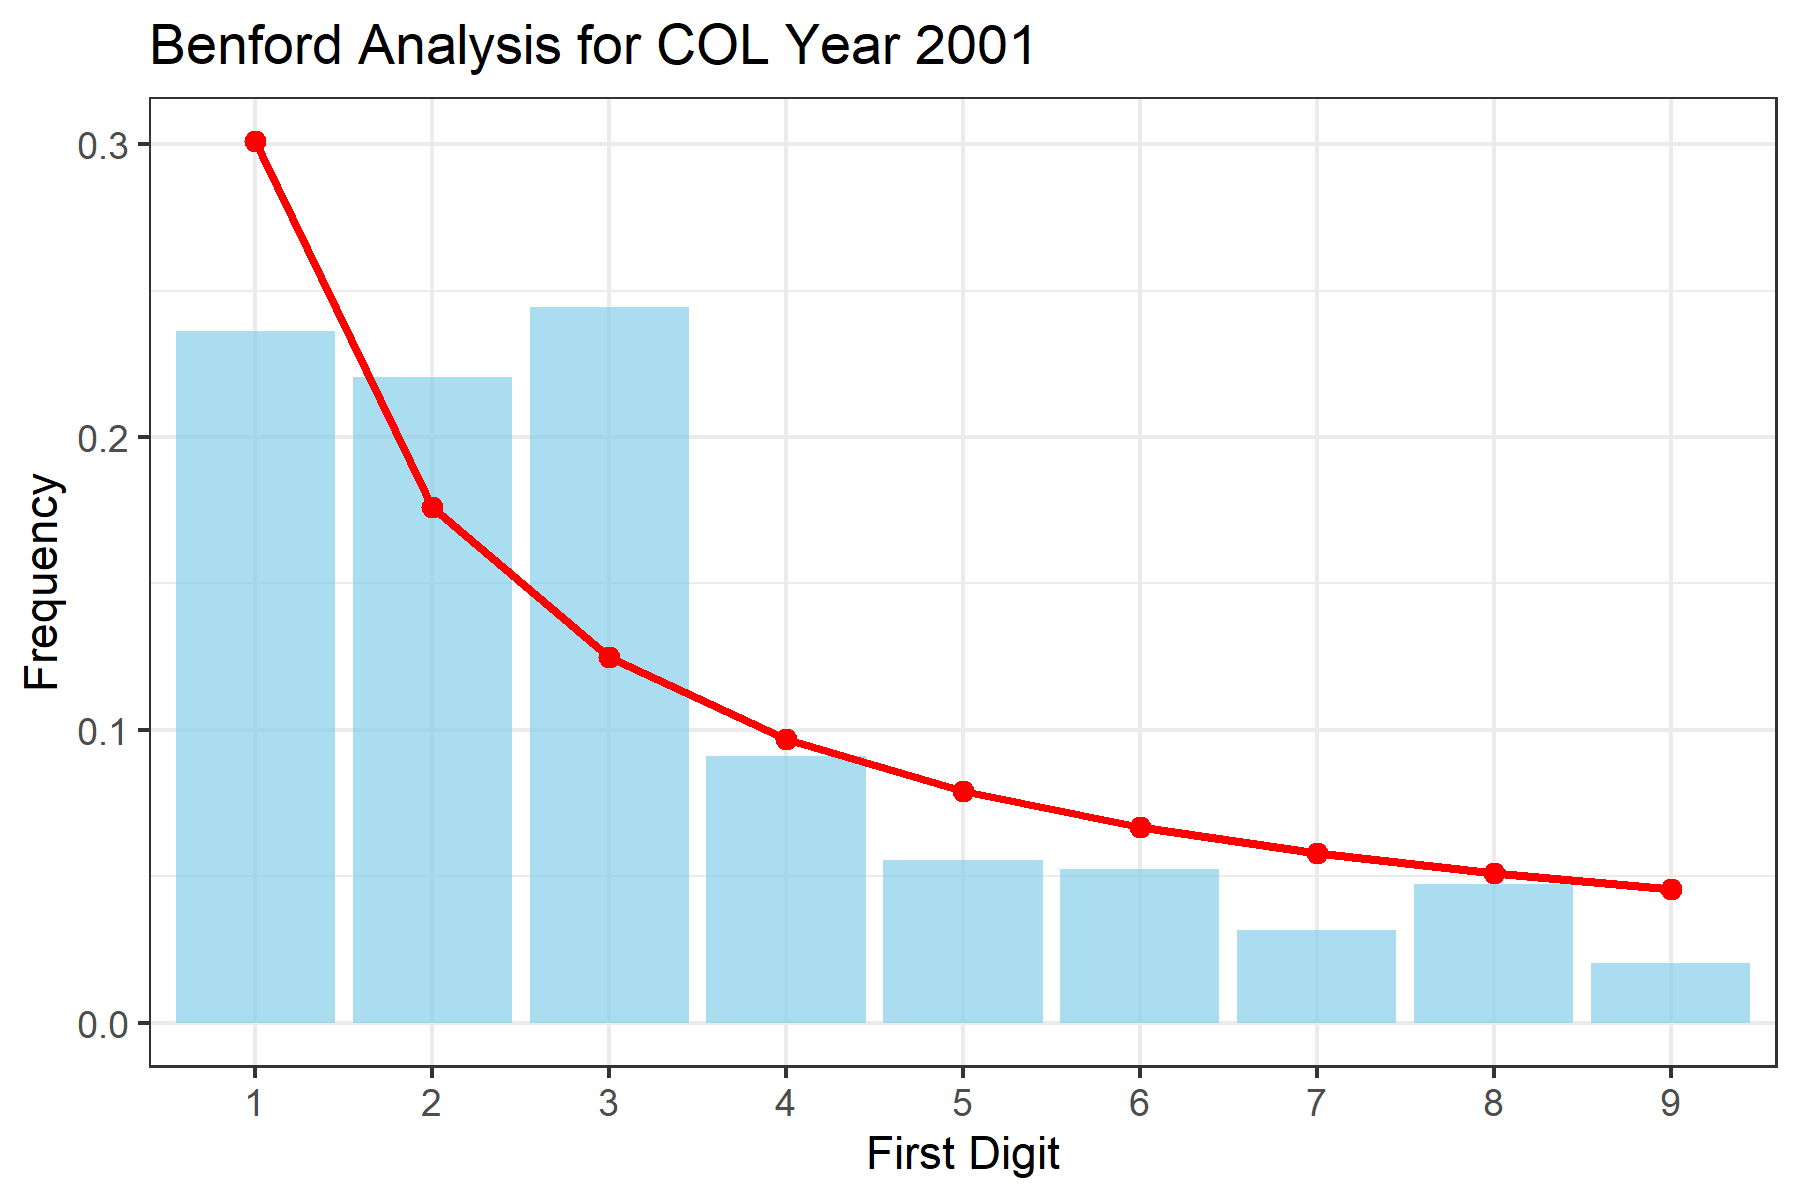 Benford Analysis for COL Year 2001
0.3
0.2
0.1
0.0
Frequency
1 2 3 4 5 6 7 8 9
First Digit